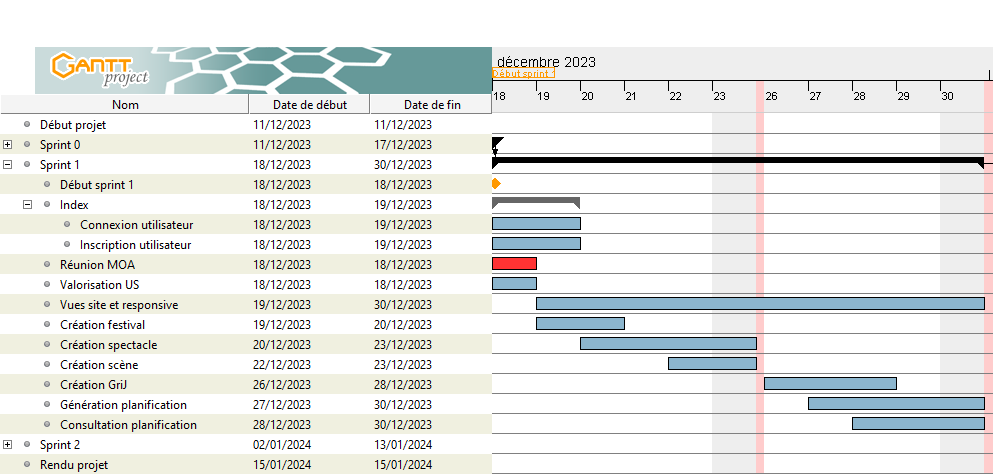 GANTT project
décembre 2023
Début sprint 1
18 19 20 21 22 23 26 27 28 29 30
Nom Date de début Date de fin
Début projet 11/12/2023 11/12/2023
Sprint 0 11/12/2023 17/12/2023
Sprint 1 18/12/2023 30/12/2023
Début sprint 1 18/12/2023 18/12/2023
Index 18/12/2023 19/12/2023
Connexion utilisateur 18/12/2023 19/12/2023
Inscription utilisateur 18/12/2023 19/12/2023
Réunion MOA 18/12/2023 18/12/2023
Valorisation US 18/12/2023 18/12/2023
Vues site et responsive 19/12/2023 30/12/2023
Création festival 19/12/2023 20/12/2023
Création spectacle 20/12/2023 23/12/2023
Création scène 22/12/2023 23/12/2023
Création GriJ 26/12/2023 28/12/2023
Génération planification 27/12/2023 30/12/2023
Consultation planification 28/12/2023 30/12/2023
Sprint 2 02/01/2024 13/01/2024
Rendu projet 15/01/2024 15/01/2024